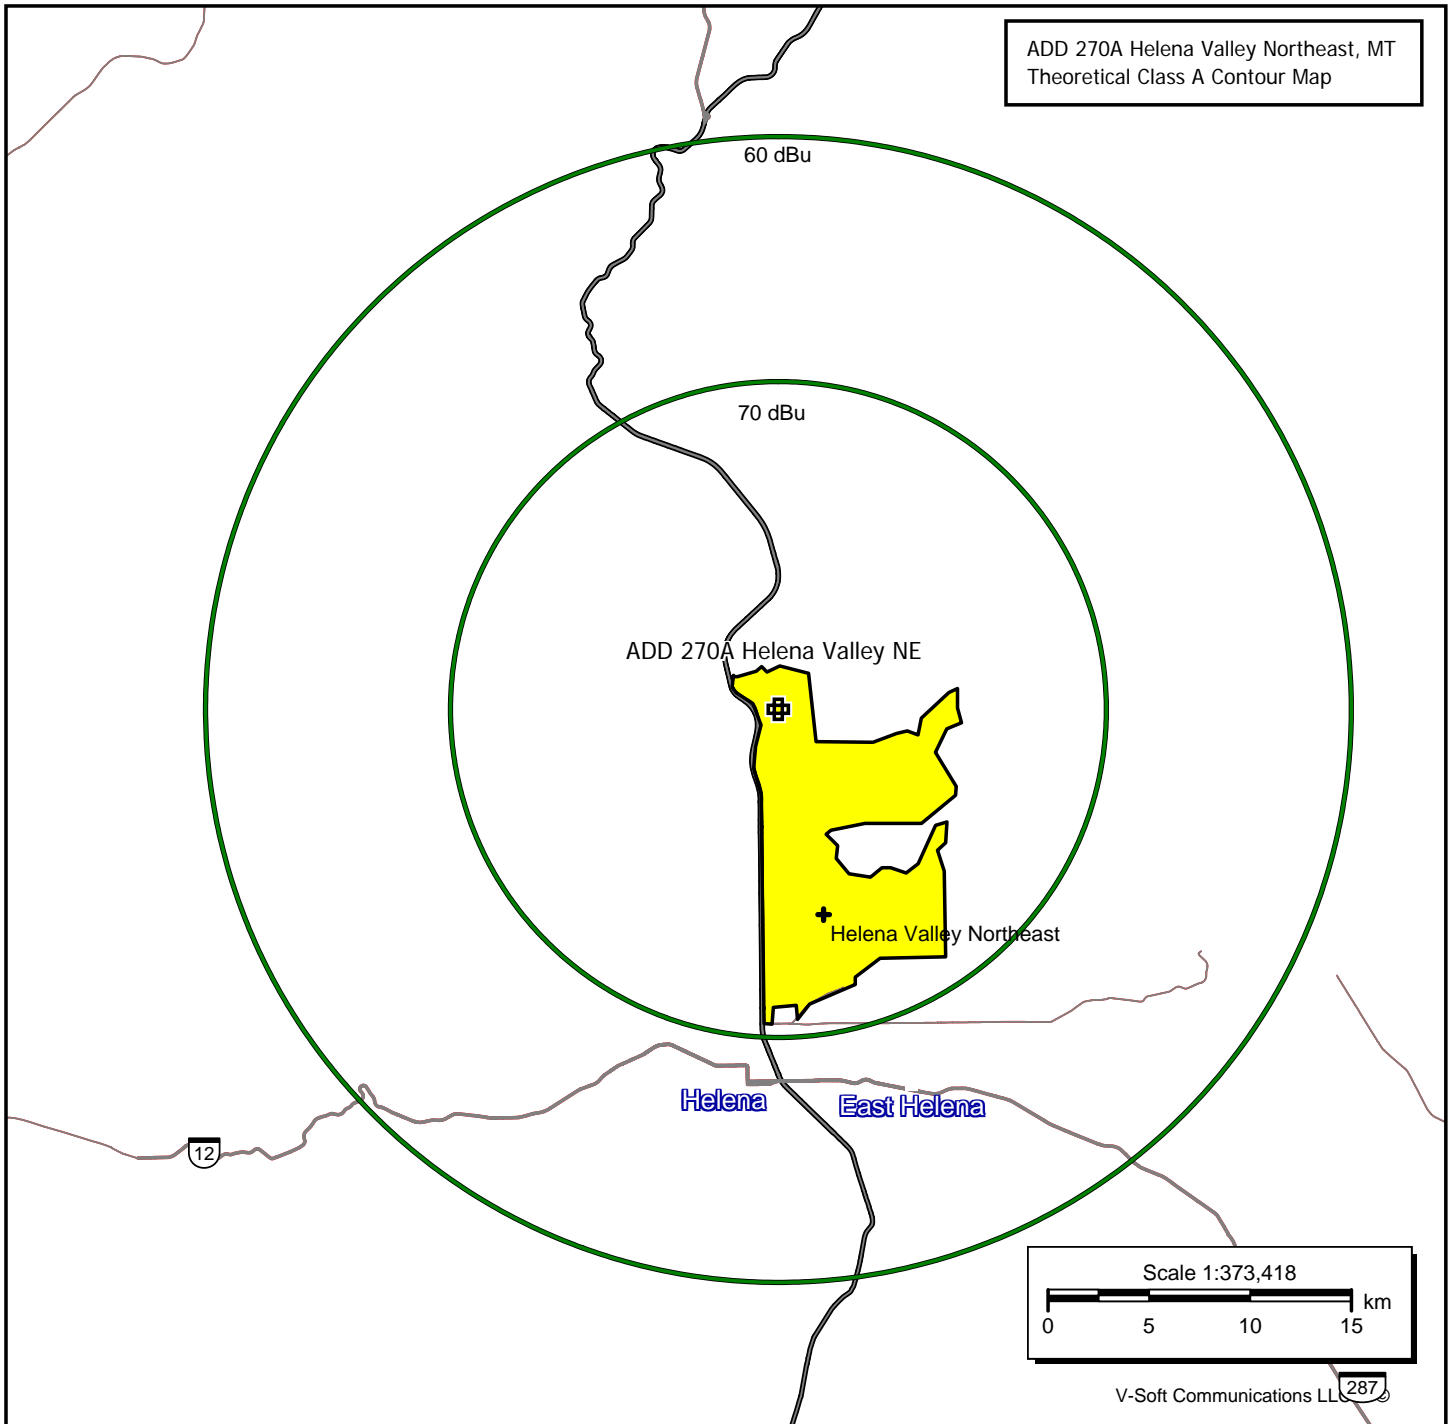 ADD 270A Helena Valley Northeast, MT
Theoretical Class A Contour Map
60 dBu
70 dBu
ADD 270A Helena Valley NE
Helena Valley Northeast
Helena
East Helena
12
Scale 1:373,418
km
0 5 10 15
287
V-Soft Communications LLC ©